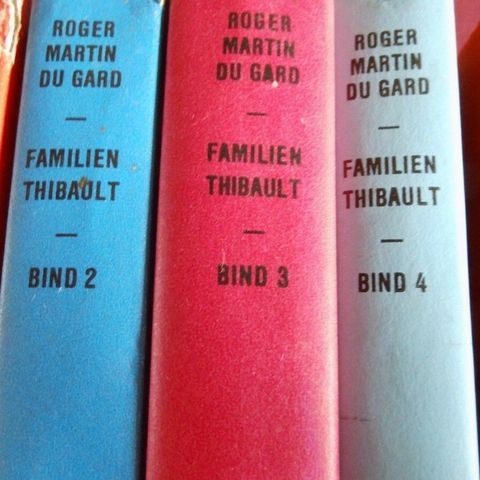 ROGER
MARTIN
DU GARD
—
FAMILIEN
THIBAULT
—
BIND 2
ROGER
MARTIN
DU GARD
—
FAMILIEN
THIBAULT
—
BIND 3
ROGER
MARTIN
DU GARD
—
FAMILIEN
THIBAULT
—
BIND 4